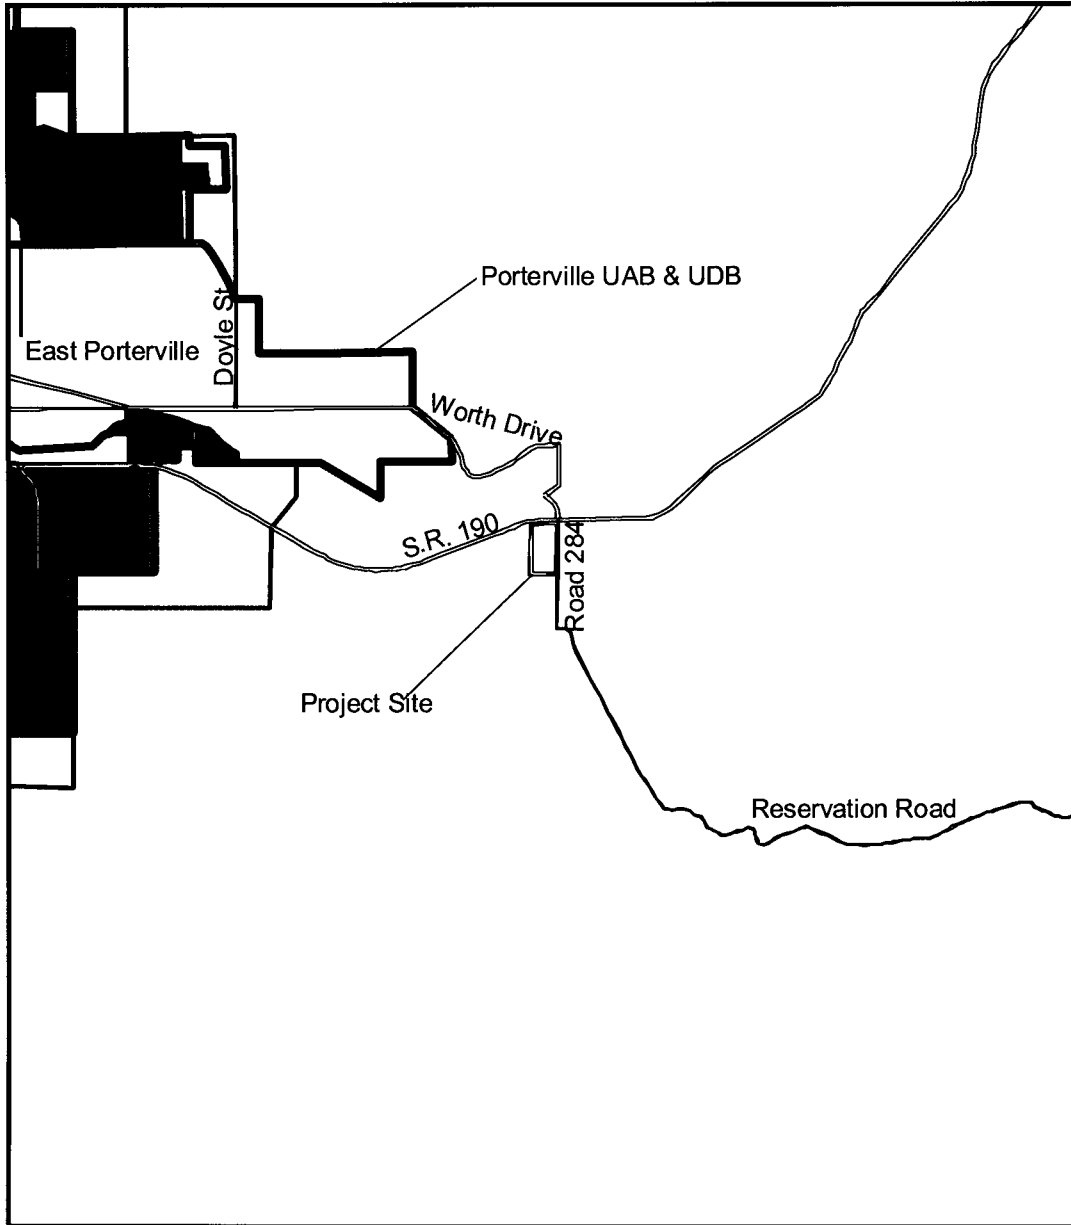 Porterville UAB & UDB
Doyle St
East Porterville
Worth Drive
S.R. 190
Road 284
Project Site
Reservation Road